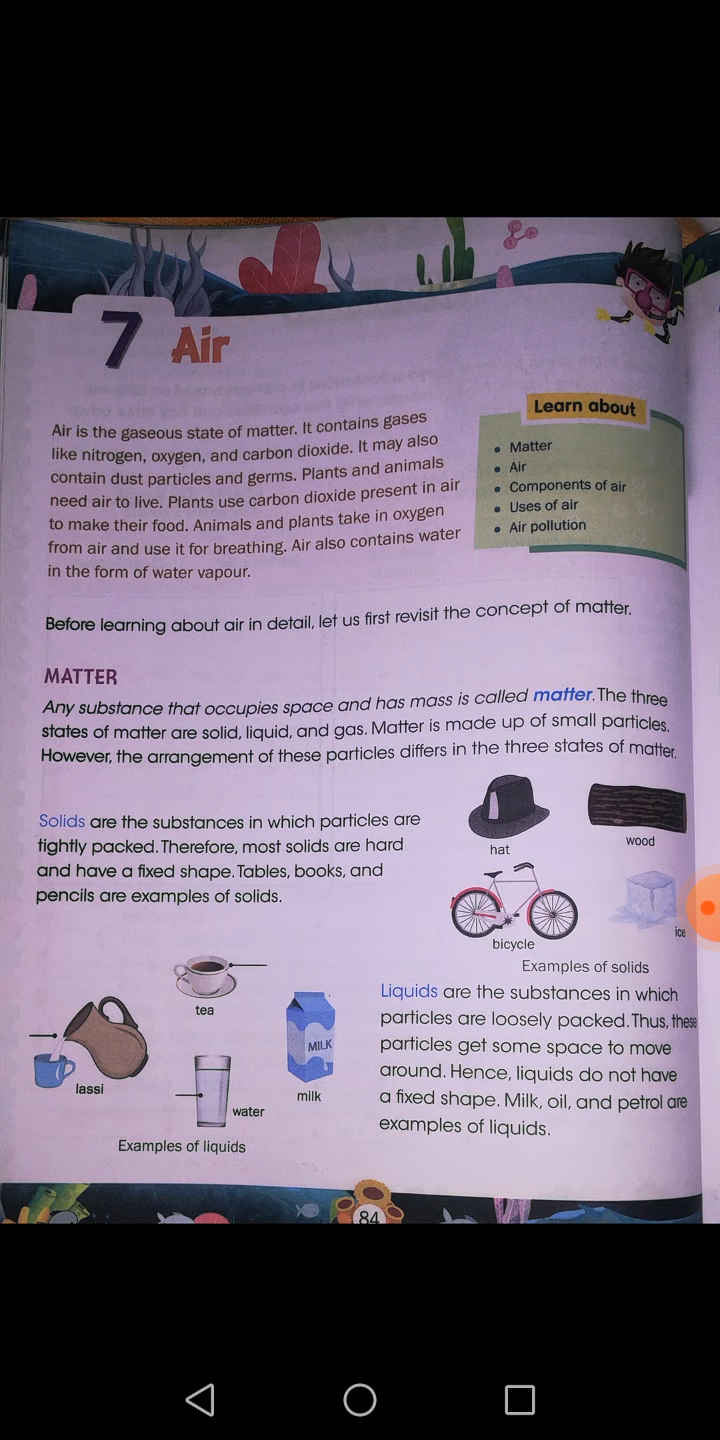 7 Air
Learn about
• Matter
• Air
• Components of air
• Uses of air
• Air pollution
Air is the gaseous state of matter. It contains gases
like nitrogen, oxygen, and carbon dioxide. It may also
contain dust particles and germs. Plants and animals
need air to live. Plants use carbon dioxide present in air
to make their food. Animals and plants take in oxygen
from air and use it for breathing. Air also contains water
in the form of water vapour.
Before learning about air in detail, let us first revisit the concept of matter.
MATTER
Any substance that occupies space and has mass is called matter. The three
states of matter are solid, liquid, and gas. Matter is made up of small particles.
However, the arrangement of these particles differs in the three states of matter.
Solids are the substances in which particles are
tightly packed. Therefore, most solids are hard
and have a fixed shape. Tables, books, and
pencils are examples of solids.
hat
wood
bicycle
ice
Examples of solids
tea
lassi
MILK
milk
water
Examples of liquids
Liquids are the substances in which
particles are loosely packed. Thus, these
particles get some space to move
around. Hence, liquids do not have
a fixed shape. Milk, oil, and petrol are
examples of liquids.
84